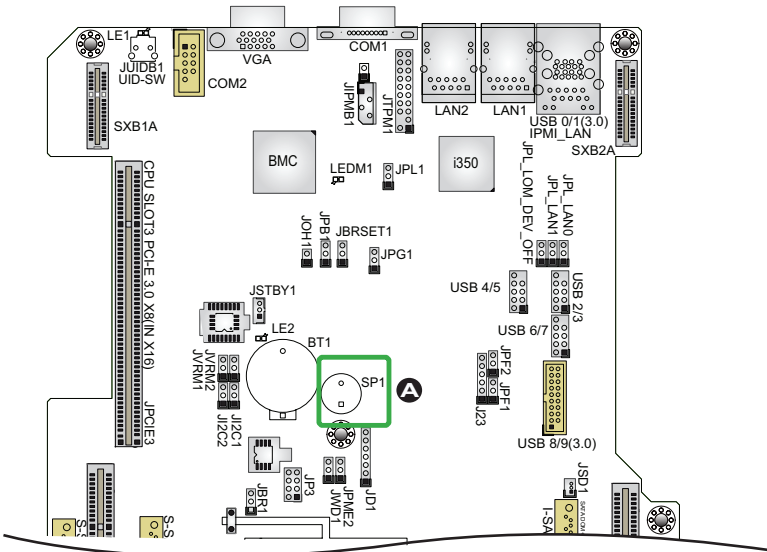 LE1
JUIDB1
UID-SW
COM2
VGA
COM1
JIPMB1
JTPM1
LAN2
LAN1
USB 0/1(3.0)
IPMI_LAN
SXB1A
SXB2A
BMC
LEDM1
JPL1
i350
JPL_LOM_DEV_OFF
JPL_LAN1
JPL_LAN0
CPU SLOT3 PCI-E 3.0 X8(IN X16)
JPCIE3
JOH1
JPB1
JBRSET1
JPG1
USB 4/5
USB 2/3
JSTBY1
LE2
USB 6/7
BT1
SP1
A
JVRM1
JVRM2
JPF2
JPF1
J23
JI2C2
JI2C1
USB 8/9(3.0)
JBR1
JP3
JWD1
JPME2
JD1
JSD1
I-SA
SATADOM
S-S
S-S